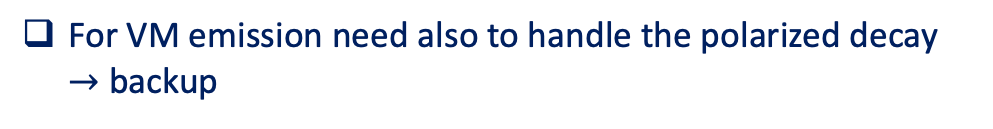 ❑ For VM emission need also to handle the polarized decay
→ backup